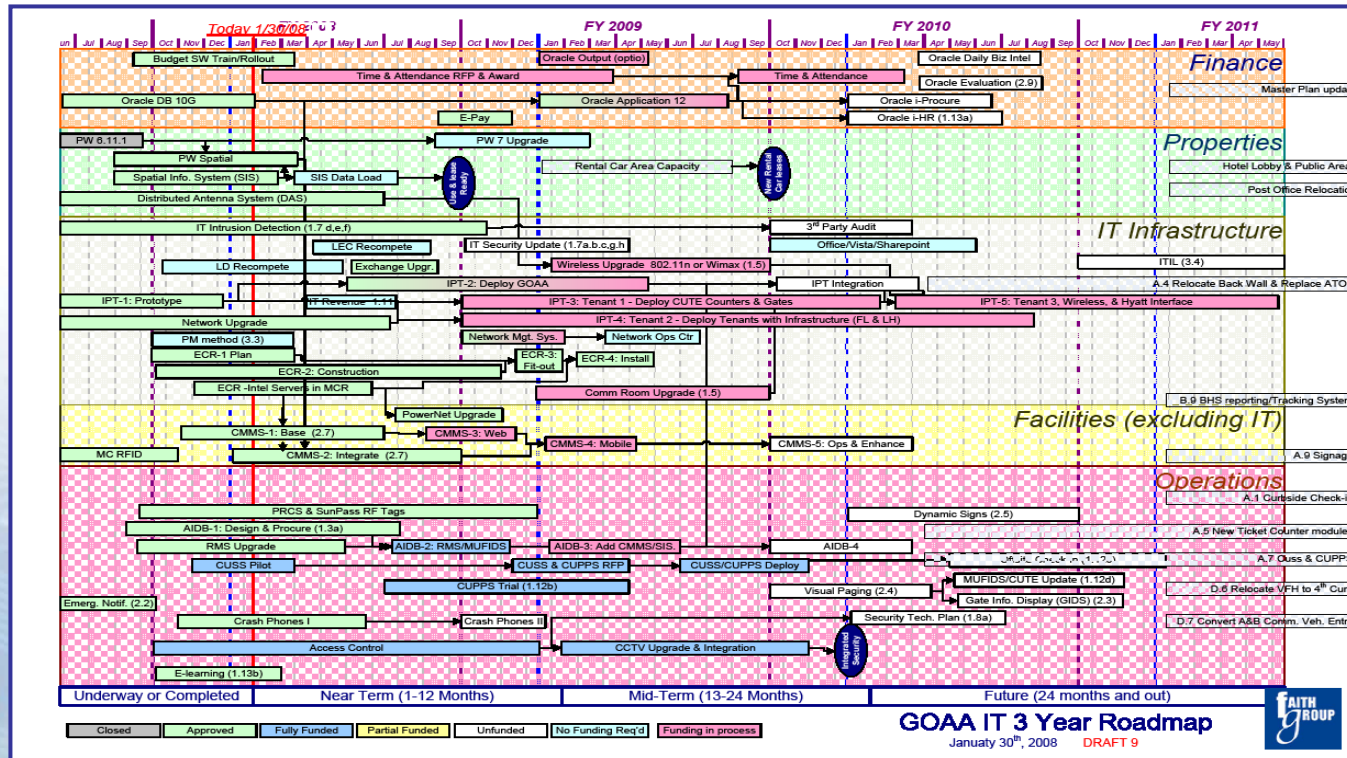 FY 2009
FY 2010
FY 2011
Today 1/30/08
Jul Aug Sep Oct Nov Dec Jan Feb Mar Apr May Jun Jul Aug Sep Oct Nov Dec Jan Feb Mar Apr May Jun Jul Aug Sep Oct Nov Dec Jan Feb Mar Apr May Jun Jul Aug Sep Oct Nov Dec Jan Feb Mar Apr May
Finance
Budget SW Train/Rollout
Oracle Output (optio)
Oracle Daily Biz Intel
Time & Attendance RFP & Award
Time & Attendance
Oracle Evaluation (2.9)
Master Plan updat
Oracle DB 10G
Oracle Application 12
Oracle i-Procure
E-Pay
Oracle i-HR (1.13a)
Properties
PW 6.11.1
PW 7 Upgrade
PW Spatial
Rental Car Area Capacity
Hotel Lobby & Public Area
Spatial Info. System (SIS)
SIS Data Load
Use & lease Ready
New Rental Car leases
Post Office Relocatio
Distributed Antenna System (DAS)
IT Infrastructure
IT Intrusion Detection (1.7 d,e,f)
3rd Party Audit
LEC Recompete
IT Security Update (1.7a.b,c,g.h
Office/Vista/Sharepoint
LD Recompete
Exchange Upgr.
Wireless Upgrade 802.11n or Wimax (1.5)
ITIL (3.4)
IPT-2: Deploy GOAA
IPT Integration
A.4 Relocate Back Wall & Replace ATO
IPT-1: Prototype
IT Revenue 1.11
IPT-3: Tenant 1 - Deploy CUTE Counters & Gates
IPT-5: Tenant 3, Wireless, & Hyatt Interface
Network Upgrade
IPT-4: Tenant 2 - Deploy Tenants with Infrastructure (FL & LH)
PM method (3.3)
Network Mgt. Sys.
Network Ops Ctr
ECR-1 Plan
ECR-3: Fit-out
ECR-4: Install
ECR-2: Construction
ECR -Intel Servers in MCR
Comm Room Upgrade (1.5)
B.9 BHS reporting/Tracking System
Facilities (excluding IT)
PowerNet Upgrade
CMMS-1: Base (2.7)
CMMS-3: Web
CMMS-4: Mobile
CMMS-5: Ops & Enhance
MC RFID
CMMS-2: Integrate (2.7)
A.9 Signag
Operations
A.1 Curbside Check-i
PRCS & SunPass RF Tags
Dynamic Signs (2.5)
AIDB-1: Design & Procure (1.3a)
A.5 New Ticket Counter module
RMS Upgrade
AIDB-2: RMS/MUFIDS
AIDB-3: Add CMMS/SIS.
AIDB-4
CUSS Pilot
CUSS & CUPPS RFP
CUSS/CUPPS Deploy
A.7 Cuss & CUPPS
CUPPS Trial (1.12b)
MUFIDS/CUTE Update (1.12d)
Visual Paging (2.4)
D.6 Relocate VFH to 4th Cur
Emerg. Notif. (2.2)
Gate Info. Display (GIDS) (2.3)
Crash Phones I
Crash Phones II
Security Tech. Plan (1.8a)
D.7 Convert A&B Comm. Veh. Entr
Access Control
CCTV Upgrade & Integration
Integrated Security
E-learning (1.13b)
Underway or Completed
Near Term (1-12 Months)
Mid-Term (13-24 Months)
Future (24 months and out)
Closed
Approved
Fully Funded
Partial Funded
Unfunded
No Funding Req'd
Funding in process
GOAA IT 3 Year Roadmap
January 30th, 2008 DRAFT 9
FAITH GROUP